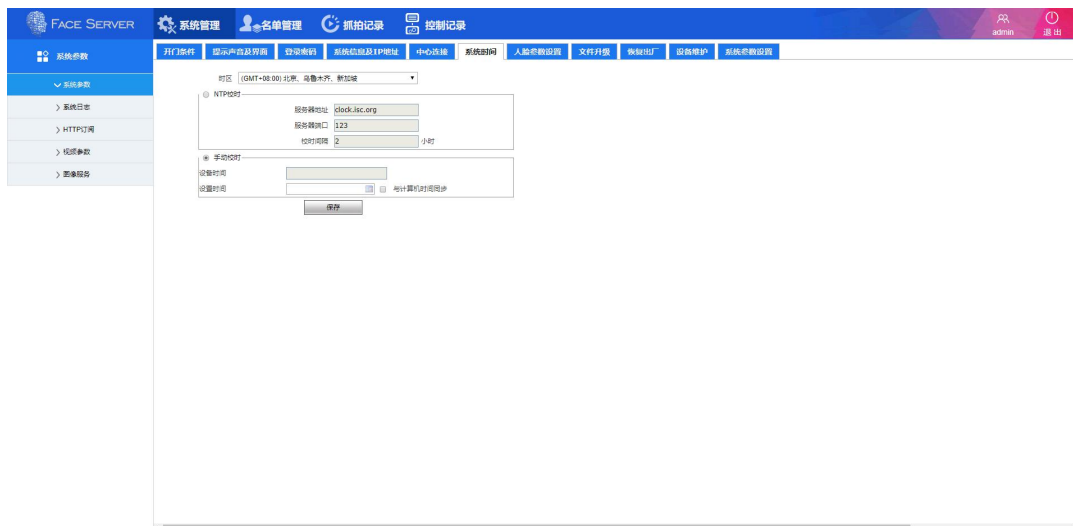 FACE SERVER
系统管理 名单管理 抓拍记录 控制记录
admin 退出
系统参数
系统参数
系统日志
HTTP订阅
视频参数
图像服务
开门条件 提示声音及界面 登录密码 系统信息及IP地址 中心连接 系统时间 人脸参数设置 文件升级 恢复出厂 设备维护 系统参数设置
时区 (GMT+08:00)北京、乌鲁木齐、新加坡
NTP校时
服务器地址 clock.isc.org
服务器端口 123
校时间隔 2 小时
手动校时
设备时间
设置时间 与计算机时间同步
保存